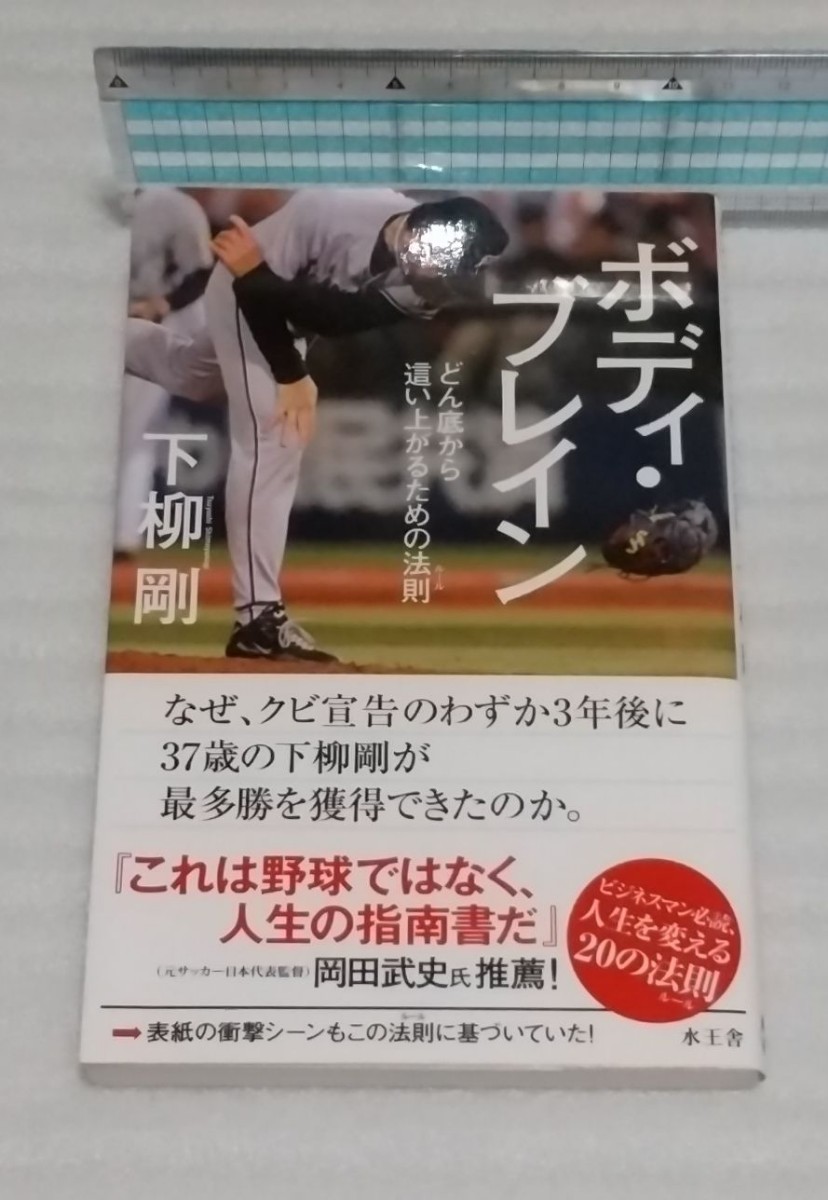 0
5
10
ボディ・
ブレイン
どん底から
這い上がるための法則
ルール
下柳 剛
Tsuyoshi Shimoyanagi
なぜ、クビ宣告のわずか3年後に
37歳の下柳剛が
最多勝を獲得できたのか。
『これは野球ではなく、
人生の指南書だ』
(元サッカー日本代表監督)岡田武史氏推薦!
ビジネスマン必読、
人生を変える
20の法則
ルール
ルール
➡表紙の衝撃シーンもこの法則に基づいていた!
水王舎